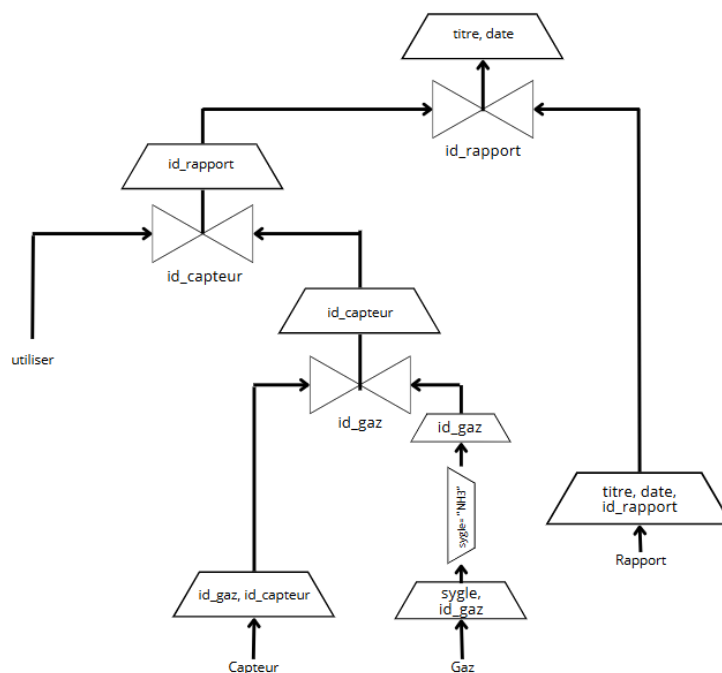 titre, date
id_rapport
id_rapport
id_capteur
id_capteur
utiliser
id_gaz
id_gaz
sygle="NH3"
titre, date,
id_rapport
Rapport
id_gaz, id_capteur
sygle,
id_gaz
Capteur
Gaz